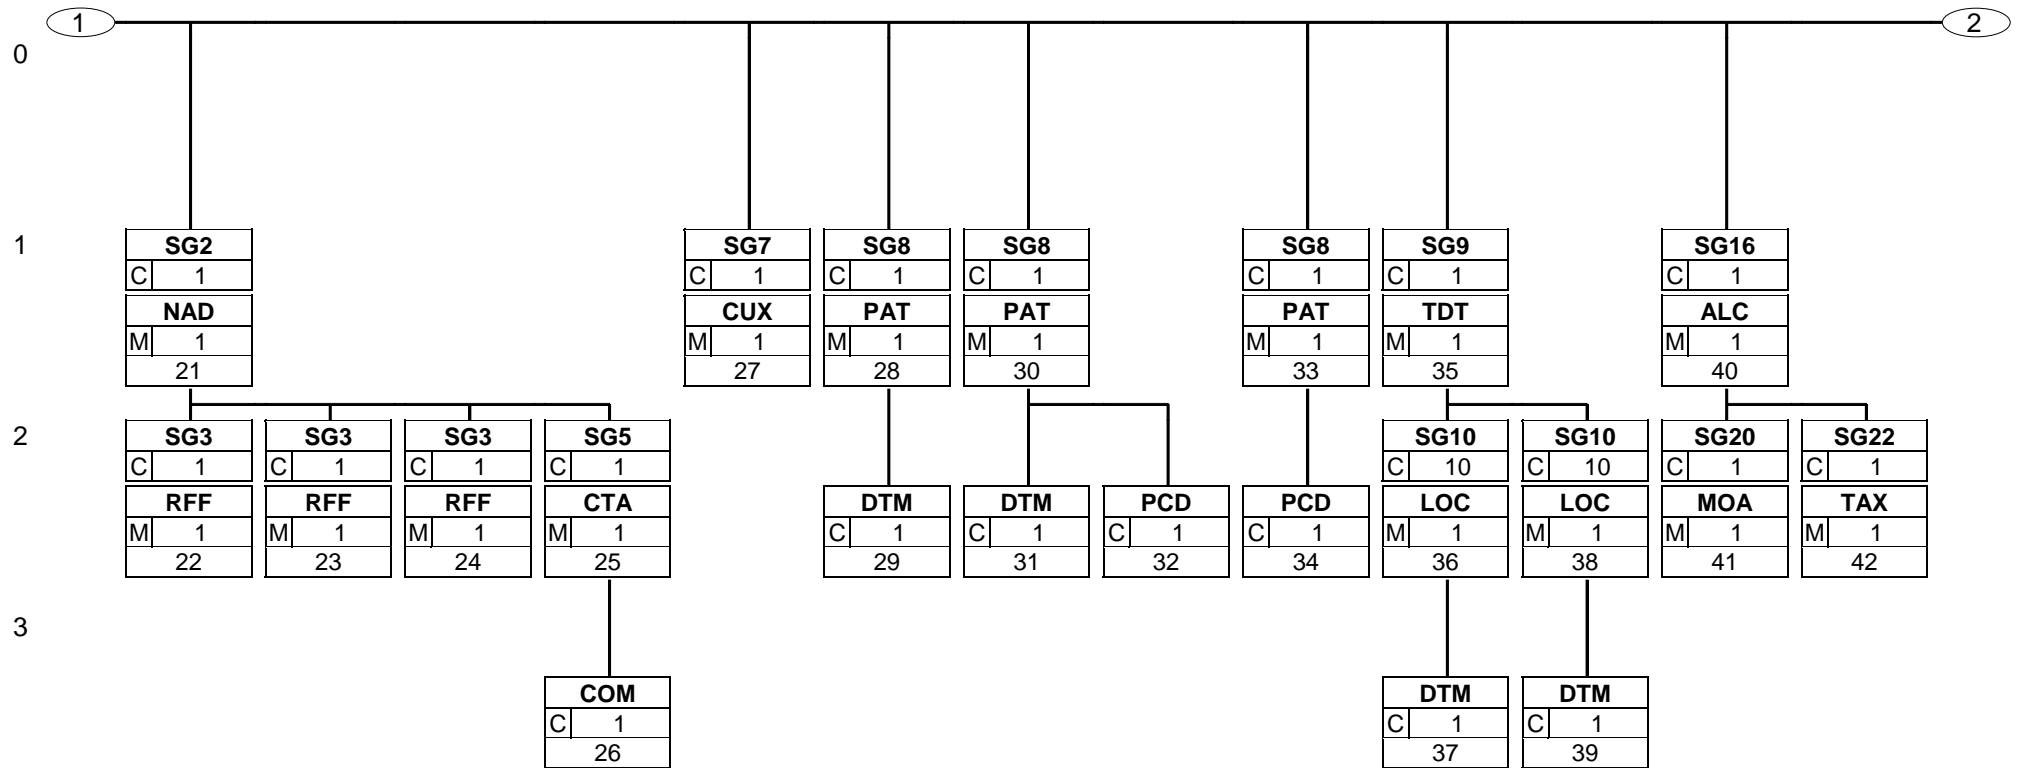 1 2
0
1 SG2 SG7 SG8 SG8 SG8 SG9 SG16
C 1 C 1 C 1 C 1 C 1 C 1 C 1
NAD CUX PAT PAT PAT TDT ALC
M 1 M 1 M 1 M 1 M 1 M 1 M 1
21 27 28 30 33 35 40
2 SG3 SG3 SG3 SG5 SG10 SG10 SG20 SG22
C 1 C 1 C 1 C 1 C 10 C 10 C 1 C 1
RFF RFF RFF CTA DTM DTM PCD PCD LOC LOC MOA TAX
M 1 M 1 M 1 M 1 C 1 C 1 C 1 C 1 M 1 M 1 M 1 M 1
22 23 24 25 29 31 32 34 36 38 41 42
3
COM DTM DTM
C 1 C 1 C 1
26 37 39